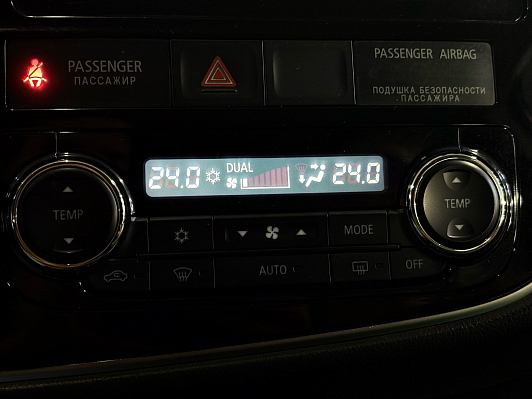 PASSENGER
ПАССАЖИР
PASSENGER AIRBAG
ПОДУШКА БЕЗОПАСНОСТИ
ПАССАЖИРА
24.0 DUAL 24.0
TEMP
TEMP
MODE
AUTO
OFF